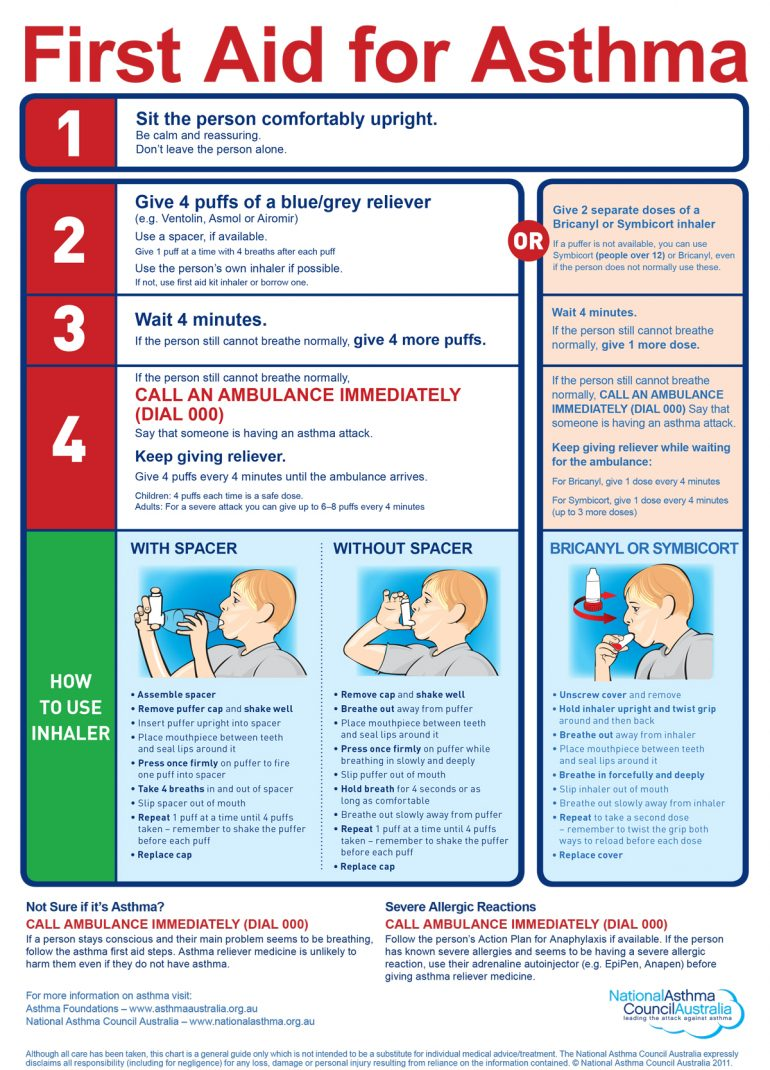 First Aid for Asthma
1
Sit the person comfortably upright.
Be calm and reassuring.
Don't leave the person alone.
2
Give 4 puffs of a blue/grey reliever
(e.g. Ventolin, Asmol or Airomir)
Use a spacer, if available.
Give 1 puff at a time with 4 breaths after each puff
Use the person's own inhaler if possible.
If not, use first aid kit inhaler or borrow one.
OR
Give 2 separate doses of a
Bricanyl or Symbicort inhaler
If a puffer is not available, you can use
Symbicort (people over 12) or Bricanyl, even
if the person does not normally use these.
3
Wait 4 minutes.
If the person still cannot breathe normally, give 4 more puffs.
Wait 4 minutes.
If the person still cannot breathe
normally, give 1 more dose.
4
If the person still cannot breathe normally,
CALL AN AMBULANCE IMMEDIATELY
(DIAL 000)
Say that someone is having an asthma attack.
Keep giving reliever.
Give 4 puffs every 4 minutes until the ambulance arrives.
Children: 4 puffs each time is a safe dose.
Adults: For a severe attack you can give up to 6–8 puffs every 4 minutes
If the person still cannot breathe
normally, CALL AN AMBULANCE
IMMEDIATELY (DIAL 000) Say that
someone is having an asthma attack.
Keep giving reliever while waiting
for the ambulance:
For Bricanyl, give 1 dose every 4 minutes
For Symbicort, give 1 dose every 4 minutes
(up to 3 more doses)
HOW
TO USE
INHALER
WITH SPACER
• Assemble spacer
• Remove puffer cap and shake well
• Insert puffer upright into spacer
• Place mouthpiece between teeth
and seal lips around it
• Press once firmly on puffer to fire
one puff into spacer
• Take 4 breaths in and out of spacer
• Slip spacer out of mouth
• Repeat 1 puff at a time until 4 puffs
taken – remember to shake the puffer
before each puff
• Replace cap
WITHOUT SPACER
• Remove cap and shake well
• Breathe out away from puffer
• Place mouthpiece between teeth
and seal lips around it
• Press once firmly on puffer while
breathing in slowly and deeply
• Slip puffer out of mouth
• Hold breath for 4 seconds or as
long as comfortable
• Breathe out slowly away from puffer
• Repeat 1 puff at a time until 4 puffs
taken – remember to shake the puffer
before each puff
• Replace cap
BRICANYL OR SYMBICORT
• Unscrew cover and remove
• Hold inhaler upright and twist grip
around and then back
• Breathe out away from inhaler
• Place mouthpiece between teeth
and seal lips around it
• Breathe in forcefully and deeply
• Slip inhaler out of mouth
• Breathe out slowly away from inhaler
• Repeat to take a second dose
– remember to twist the grip both
ways to reload before each dose
• Replace cover
Not Sure if it's Asthma?
CALL AMBULANCE IMMEDIATELY (DIAL 000)
If a person stays conscious and their main problem seems to be breathing,
follow the asthma first aid steps. Asthma reliever medicine is unlikely to
harm them even if they do not have asthma.
Severe Allergic Reactions
CALL AMBULANCE IMMEDIATELY (DIAL 000)
Follow the person's Action Plan for Anaphylaxis if available. If the person
has known severe allergies and seems to be having a severe allergic
reaction, use their adrenaline autoinjector (e.g. EpiPen, Anapen) before
giving asthma reliever medicine.
For more information on asthma visit:
Asthma Foundations – www.asthmaaustralia.org.au
National Asthma Council Australia – www.nationalasthma.org.au
NationalAsthma
CouncilAustralia
leading the attack against asthma
Although all care has been taken, this chart is a general guide only which is not intended to be a substitute for individual medical advice/treatment. The National Asthma Council Australia expressly
disclaims all responsibility (including for negligence) for any loss, damage or personal injury resulting from reliance on the information contained. © National Asthma Council Australia 2011.